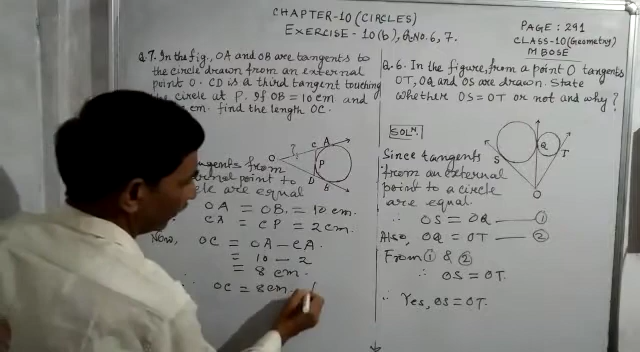 CHAPTER-10 (CIRCLES)
EXERCISE - 10(b), Q.NO. 6, 7.
PAGE : 291
CLASS-10 (Geometry)
MBOSE
Q.7. In the fig., OA and OB are tangents to
the circle drawn from an external
point O. CD is a third tangent touching
the circle at P. If OB = 10 cm and
cm. find the length OC.
O
C
A
P
D
B
?
angents from
ernal point to
cle are equal
OA = OB = 10 cm.
CA = CP = 2 cm.
Now, OC = OA - CA.
= 10 - 2
= 8 cm.
∴ OC = 8 cm.
Q.6. In the figure, from a point O tangents
OT, OQ and OS are drawn. State
whether OS = OT or not and why?
SOLN.
S
Q
T
O
Since tangents
from an external
point to a circle
are equal.
∴ OS = OQ —— ①
Also, OQ = OT —— ②
From ① & ②
∴ OS = OT.
∴ Yes, OS = OT.